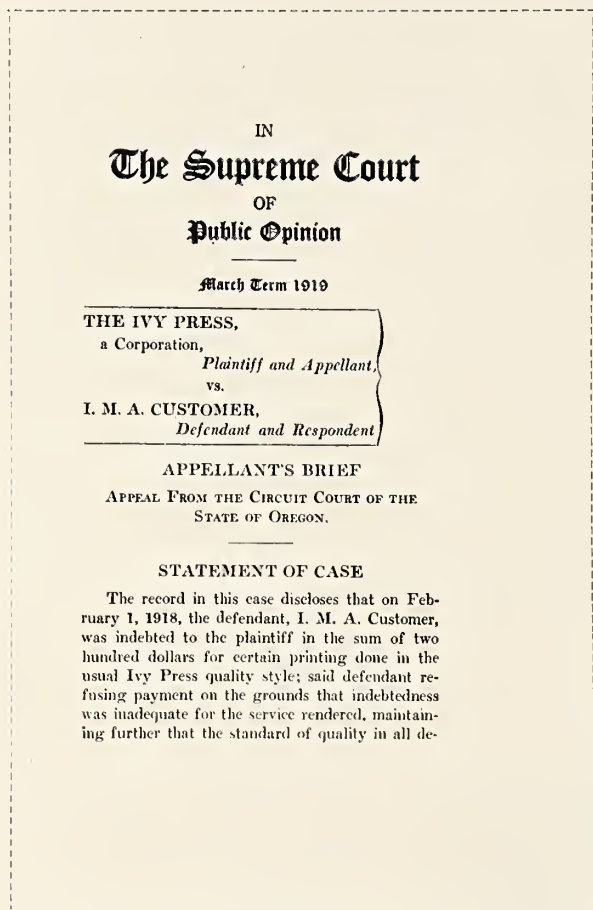 IN
The Supreme Court
OF
Public Opinion
March Term 1919
THE IVY PRESS,
a Corporation,
Plaintiff and Appellant,
vs.
I. M. A. CUSTOMER,
Defendant and Respondent
APPELLANT'S BRIEF
APPEAL FROM THE CIRCUIT COURT OF THE
STATE OF OREGON.
STATEMENT OF CASE
The record in this case discloses that on Feb-
ruary 1, 1918, the defendant, I. M. A. Customer,
was indebted to the plaintiff in the sum of two
hundred dollars for certain printing done in the
usual Ivy Press quality style; said defendant re-
fusing payment on the grounds that indebtedness
was inadequate for the service rendered, maintain-
ing further that the standard of quality in all de-